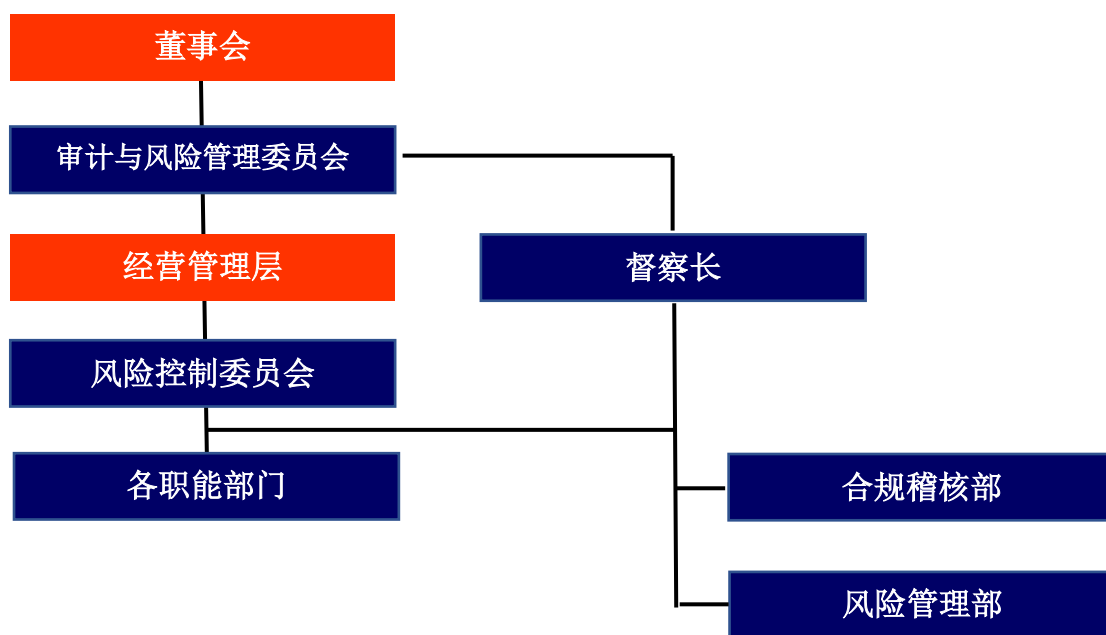 董事会
审计与风险管理委员会
经营管理层
督察长
风险控制委员会
各职能部门
合规稽核部
风险管理部